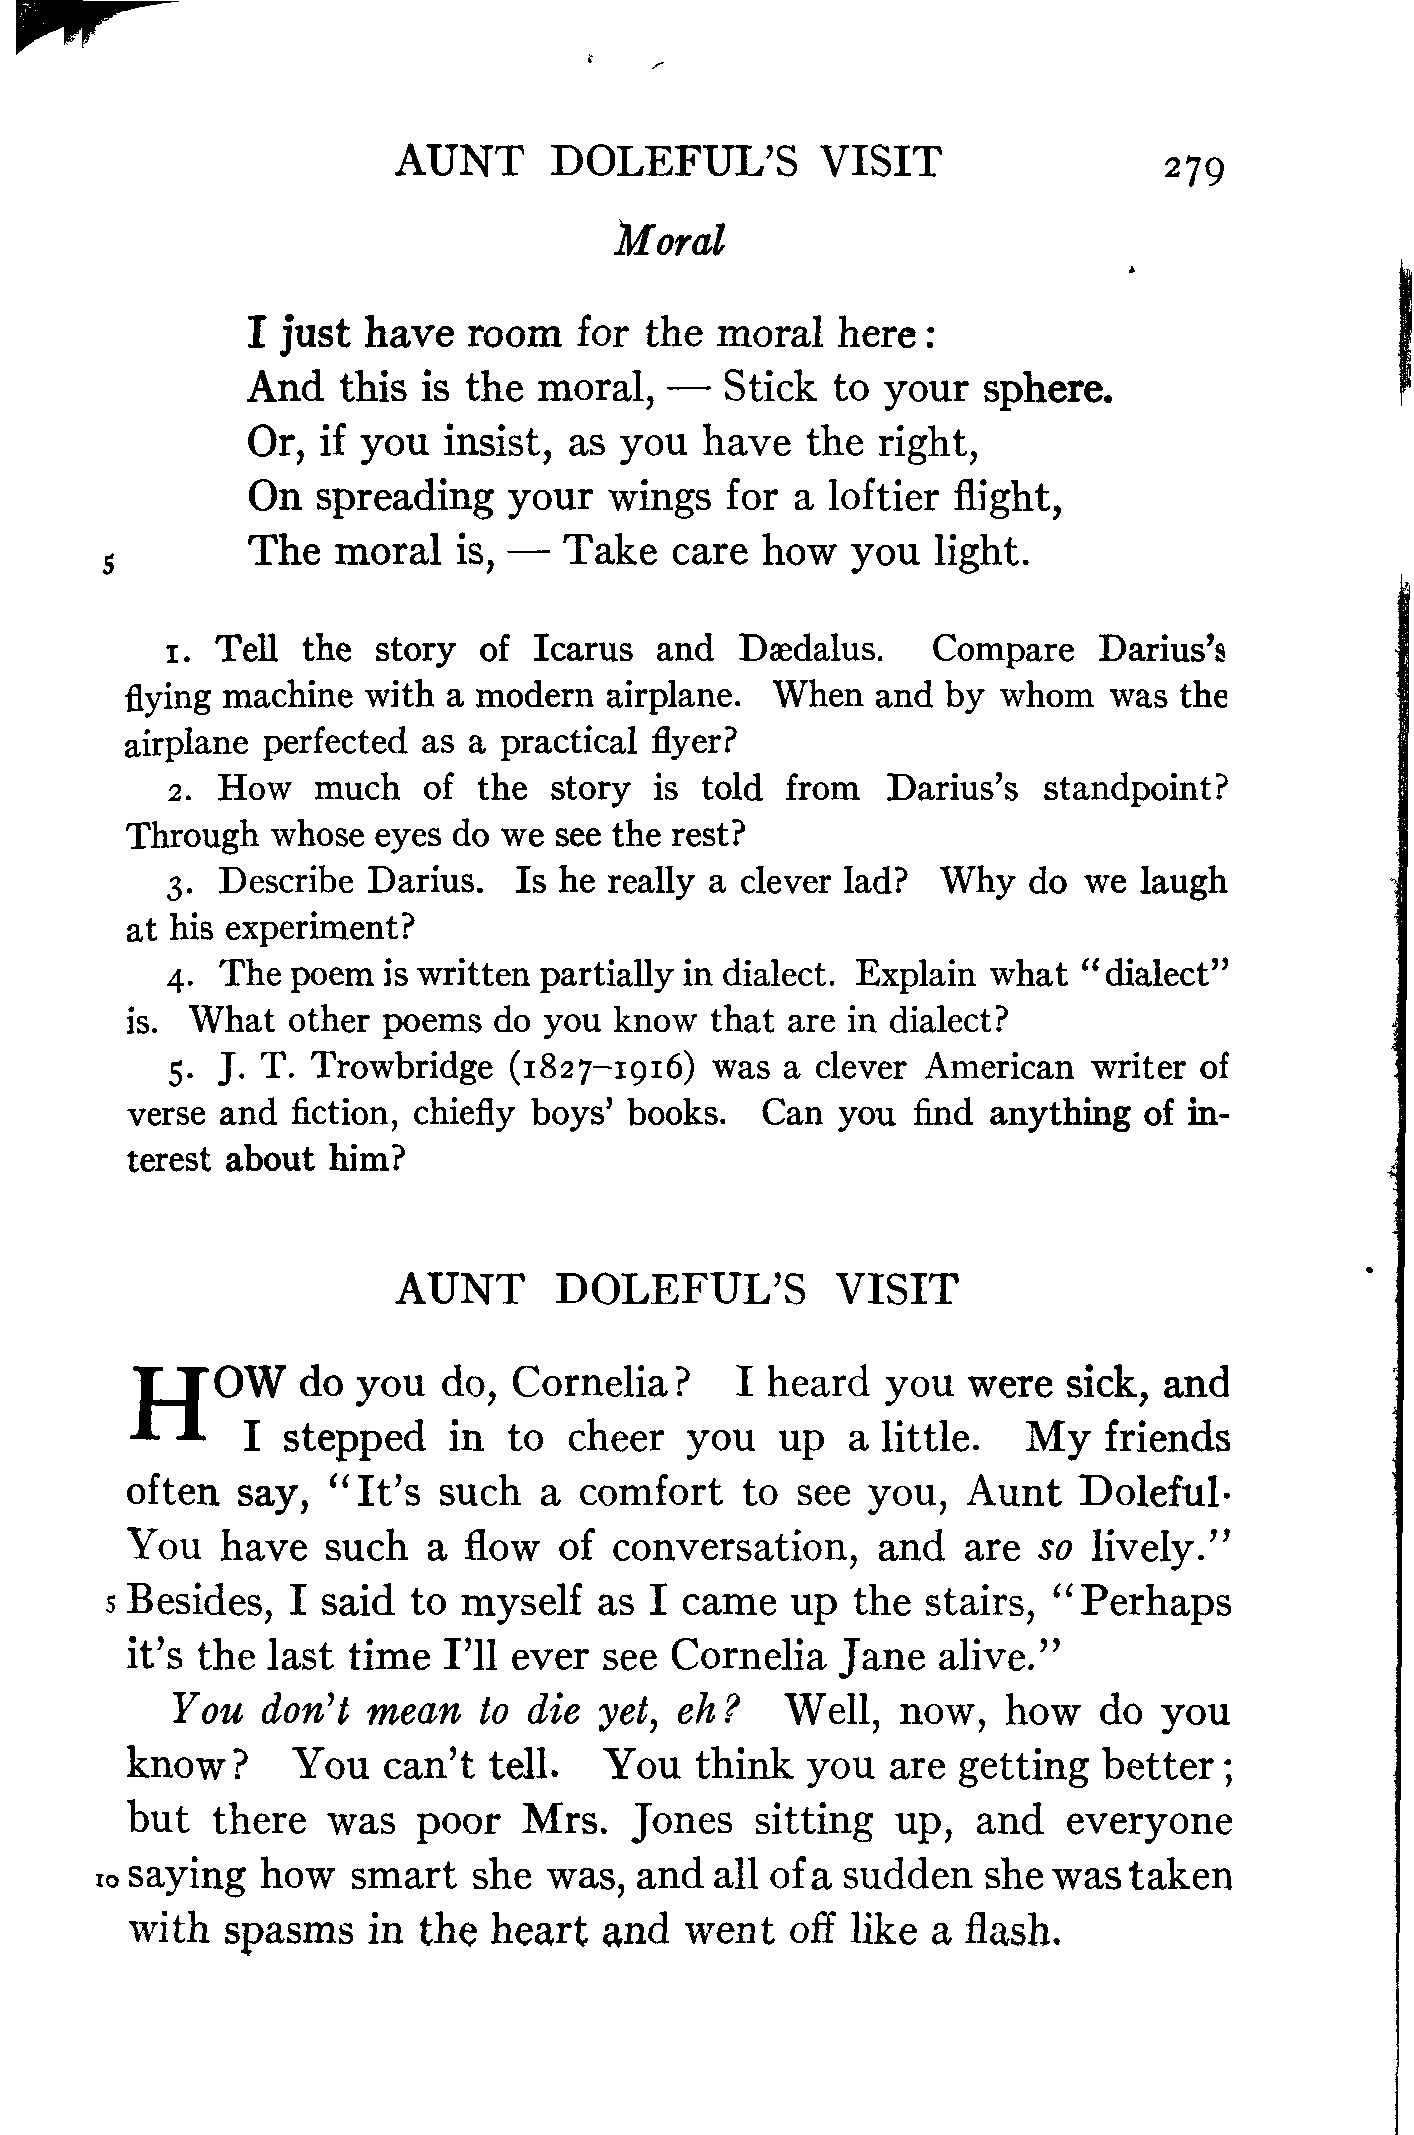 AUNT DOLEFUL'S VISIT 279
Moral
I just have room for the moral here:
And this is the moral, — Stick to your sphere.
Or, if you insist, as you have the right,
On spreading your wings for a loftier flight,
5 The moral is, — Take care how you light.
1. Tell the story of Icarus and Dædalus. Compare Darius's
flying machine with a modern airplane. When and by whom was the
airplane perfected as a practical flyer?
2. How much of the story is told from Darius's standpoint?
Through whose eyes do we see the rest?
3. Describe Darius. Is he really a clever lad? Why do we laugh
at his experiment?
4. The poem is written partially in dialect. Explain what "dialect"
is. What other poems do you know that are in dialect?
5. J. T. Trowbridge (1827–1916) was a clever American writer of
verse and fiction, chiefly boys' books. Can you find anything of in-
terest about him?
AUNT DOLEFUL'S VISIT
HOW do you do, Cornelia? I heard you were sick, and
I stepped in to cheer you up a little. My friends
often say, "It's such a comfort to see you, Aunt Doleful.
You have such a flow of conversation, and are so lively."
5 Besides, I said to myself as I came up the stairs, "Perhaps
it's the last time I'll ever see Cornelia Jane alive."
You don't mean to die yet, eh? Well, now, how do you
know? You can't tell. You think you are getting better;
but there was poor Mrs. Jones sitting up, and everyone
10 saying how smart she was, and all of a sudden she was taken
with spasms in the heart and went off like a flash.